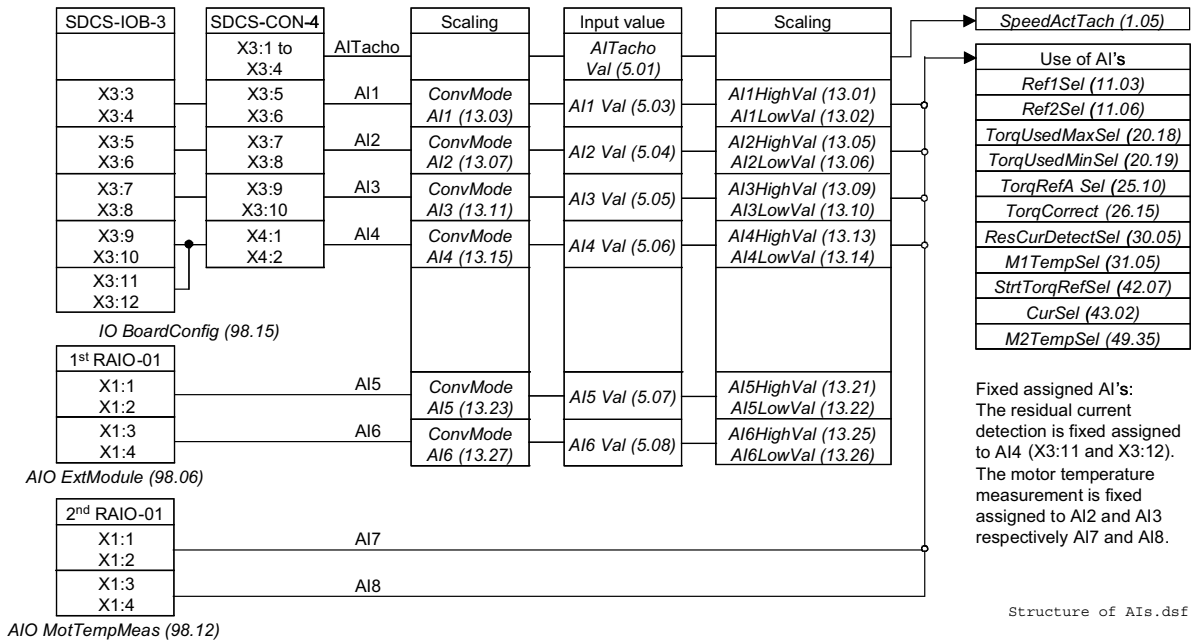 SDCS-IOB-3
SDCS-CON-4
Scaling
Input value
Scaling
SpeedActTach (1.05)
X3:1 to
X3:4
AITacho
AITacho
Val (5.01)
X3:3
X3:4
X3:5
X3:6
AI1
ConvMode
AI1 (13.03)
AI1 Val (5.03)
AI1HighVal (13.01)
AI1LowVal (13.02)
X3:5
X3:6
X3:7
X3:8
AI2
ConvMode
AI2 (13.07)
AI2 Val (5.04)
AI2HighVal (13.05)
AI2LowVal (13.06)
X3:7
X3:8
X3:9
X3:10
AI3
ConvMode
AI3 (13.11)
AI3 Val (5.05)
AI3HighVal (13.09)
AI3LowVal (13.10)
X3:9
X3:10
X4:1
X4:2
AI4
ConvMode
AI4 (13.15)
AI4 Val (5.06)
AI4HighVal (13.13)
AI4LowVal (13.14)
X3:11
X3:12
IO BoardConfig (98.15)
1st RAIO-01
X1:1
X1:2
AI5
ConvMode
AI5 (13.23)
AI5 Val (5.07)
AI5HighVal (13.21)
AI5LowVal (13.22)
X1:3
X1:4
AI6
ConvMode
AI6 (13.27)
AI6 Val (5.08)
AI6HighVal (13.25)
AI6LowVal (13.26)
AIO ExtModule (98.06)
2nd RAIO-01
X1:1
X1:2
AI7
X1:3
X1:4
AI8
AIO MotTempMeas (98.12)
Use of AI's
Ref1Sel (11.03)
Ref2Sel (11.06)
TorqUsedMaxSel (20.18)
TorqUsedMinSel (20.19)
TorqRefA Sel (25.10)
TorqCorrect (26.15)
ResCurDetectSel (30.05)
M1TempSel (31.05)
StrtTorqRefSel (42.07)
CurSel (43.02)
M2TempSel (49.35)
Fixed assigned AI's:
The residual current
detection is fixed assigned
to AI4 (X3:11 and X3:12).
The motor temperature
measurement is fixed
assigned to AI2 and AI3
respectively AI7 and AI8.
Structure of AIs.dsf